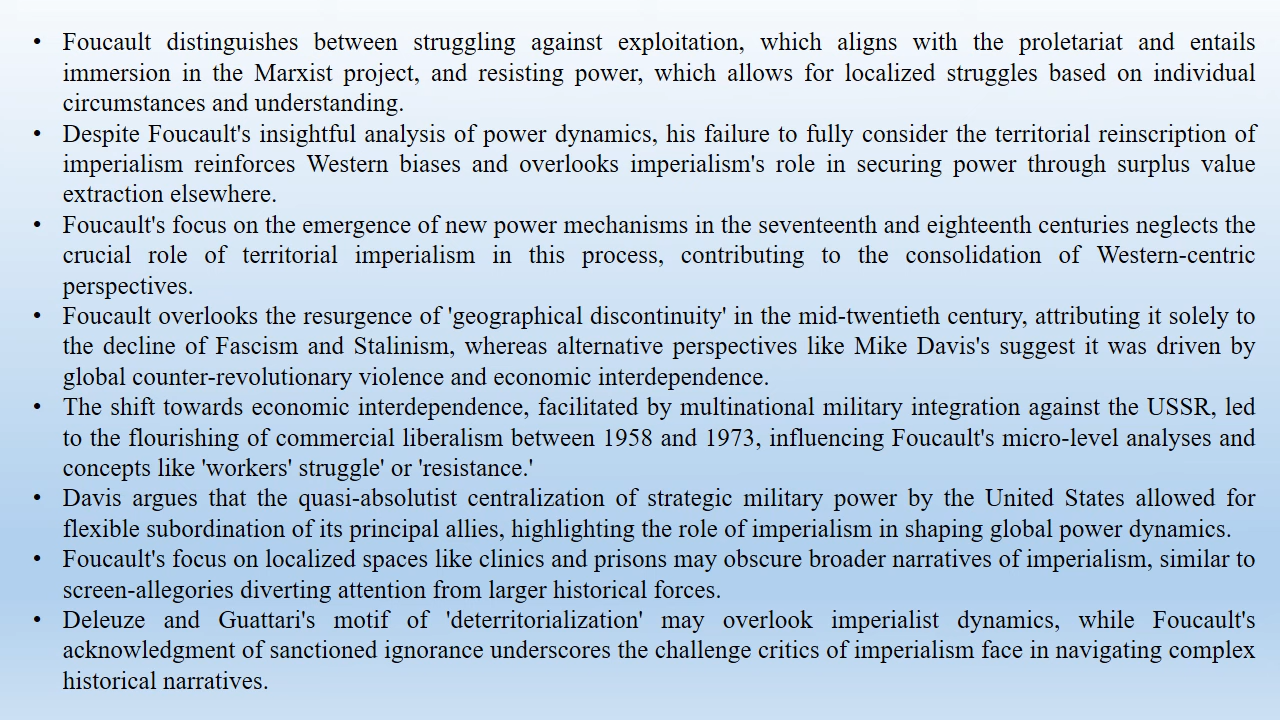 • Foucault distinguishes between struggling against exploitation, which aligns with the proletariat and entails
immersion in the Marxist project, and resisting power, which allows for localized struggles based on individual
circumstances and understanding.
• Despite Foucault's insightful analysis of power dynamics, his failure to fully consider the territorial reinscription of
imperialism reinforces Western biases and overlooks imperialism's role in securing power through surplus value
extraction elsewhere.
• Foucault's focus on the emergence of new power mechanisms in the seventeenth and eighteenth centuries neglects the
crucial role of territorial imperialism in this process, contributing to the consolidation of Western-centric
perspectives.
• Foucault overlooks the resurgence of 'geographical discontinuity' in the mid-twentieth century, attributing it solely to
the decline of Fascism and Stalinism, whereas alternative perspectives like Mike Davis's suggest it was driven by
global counter-revolutionary violence and economic interdependence.
• The shift towards economic interdependence, facilitated by multinational military integration against the USSR, led
to the flourishing of commercial liberalism between 1958 and 1973, influencing Foucault's micro-level analyses and
concepts like 'workers' struggle' or 'resistance.'
• Davis argues that the quasi-absolutist centralization of strategic military power by the United States allowed for
flexible subordination of its principal allies, highlighting the role of imperialism in shaping global power dynamics.
• Foucault's focus on localized spaces like clinics and prisons may obscure broader narratives of imperialism, similar to
screen-allegories diverting attention from larger historical forces.
• Deleuze and Guattari's motif of 'deterritorialization' may overlook imperialist dynamics, while Foucault's
acknowledgment of sanctioned ignorance underscores the challenge critics of imperialism face in navigating complex
historical narratives.